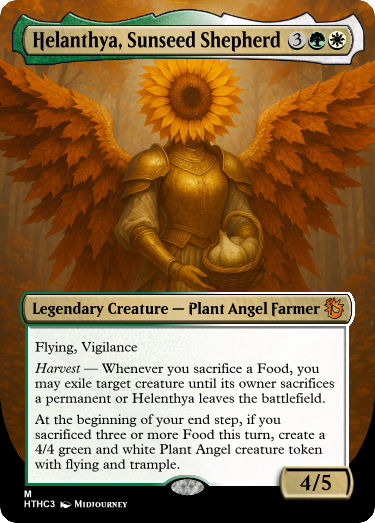 Helanthya, Sunseed Shepherd 3
Legendary Creature — Plant Angel Farmer
Flying, Vigilance
Harvest — Whenever you sacrifice a Food, you
may exile target creature until its owner sacrifices
a permanent or Helenthya leaves the battlefield.
At the beginning of your end step, if you
sacrificed three or more Food this turn, create a
4/4 green and white Plant Angel creature token
with flying and trample.
4/5
M
HTHC3 Midjourney